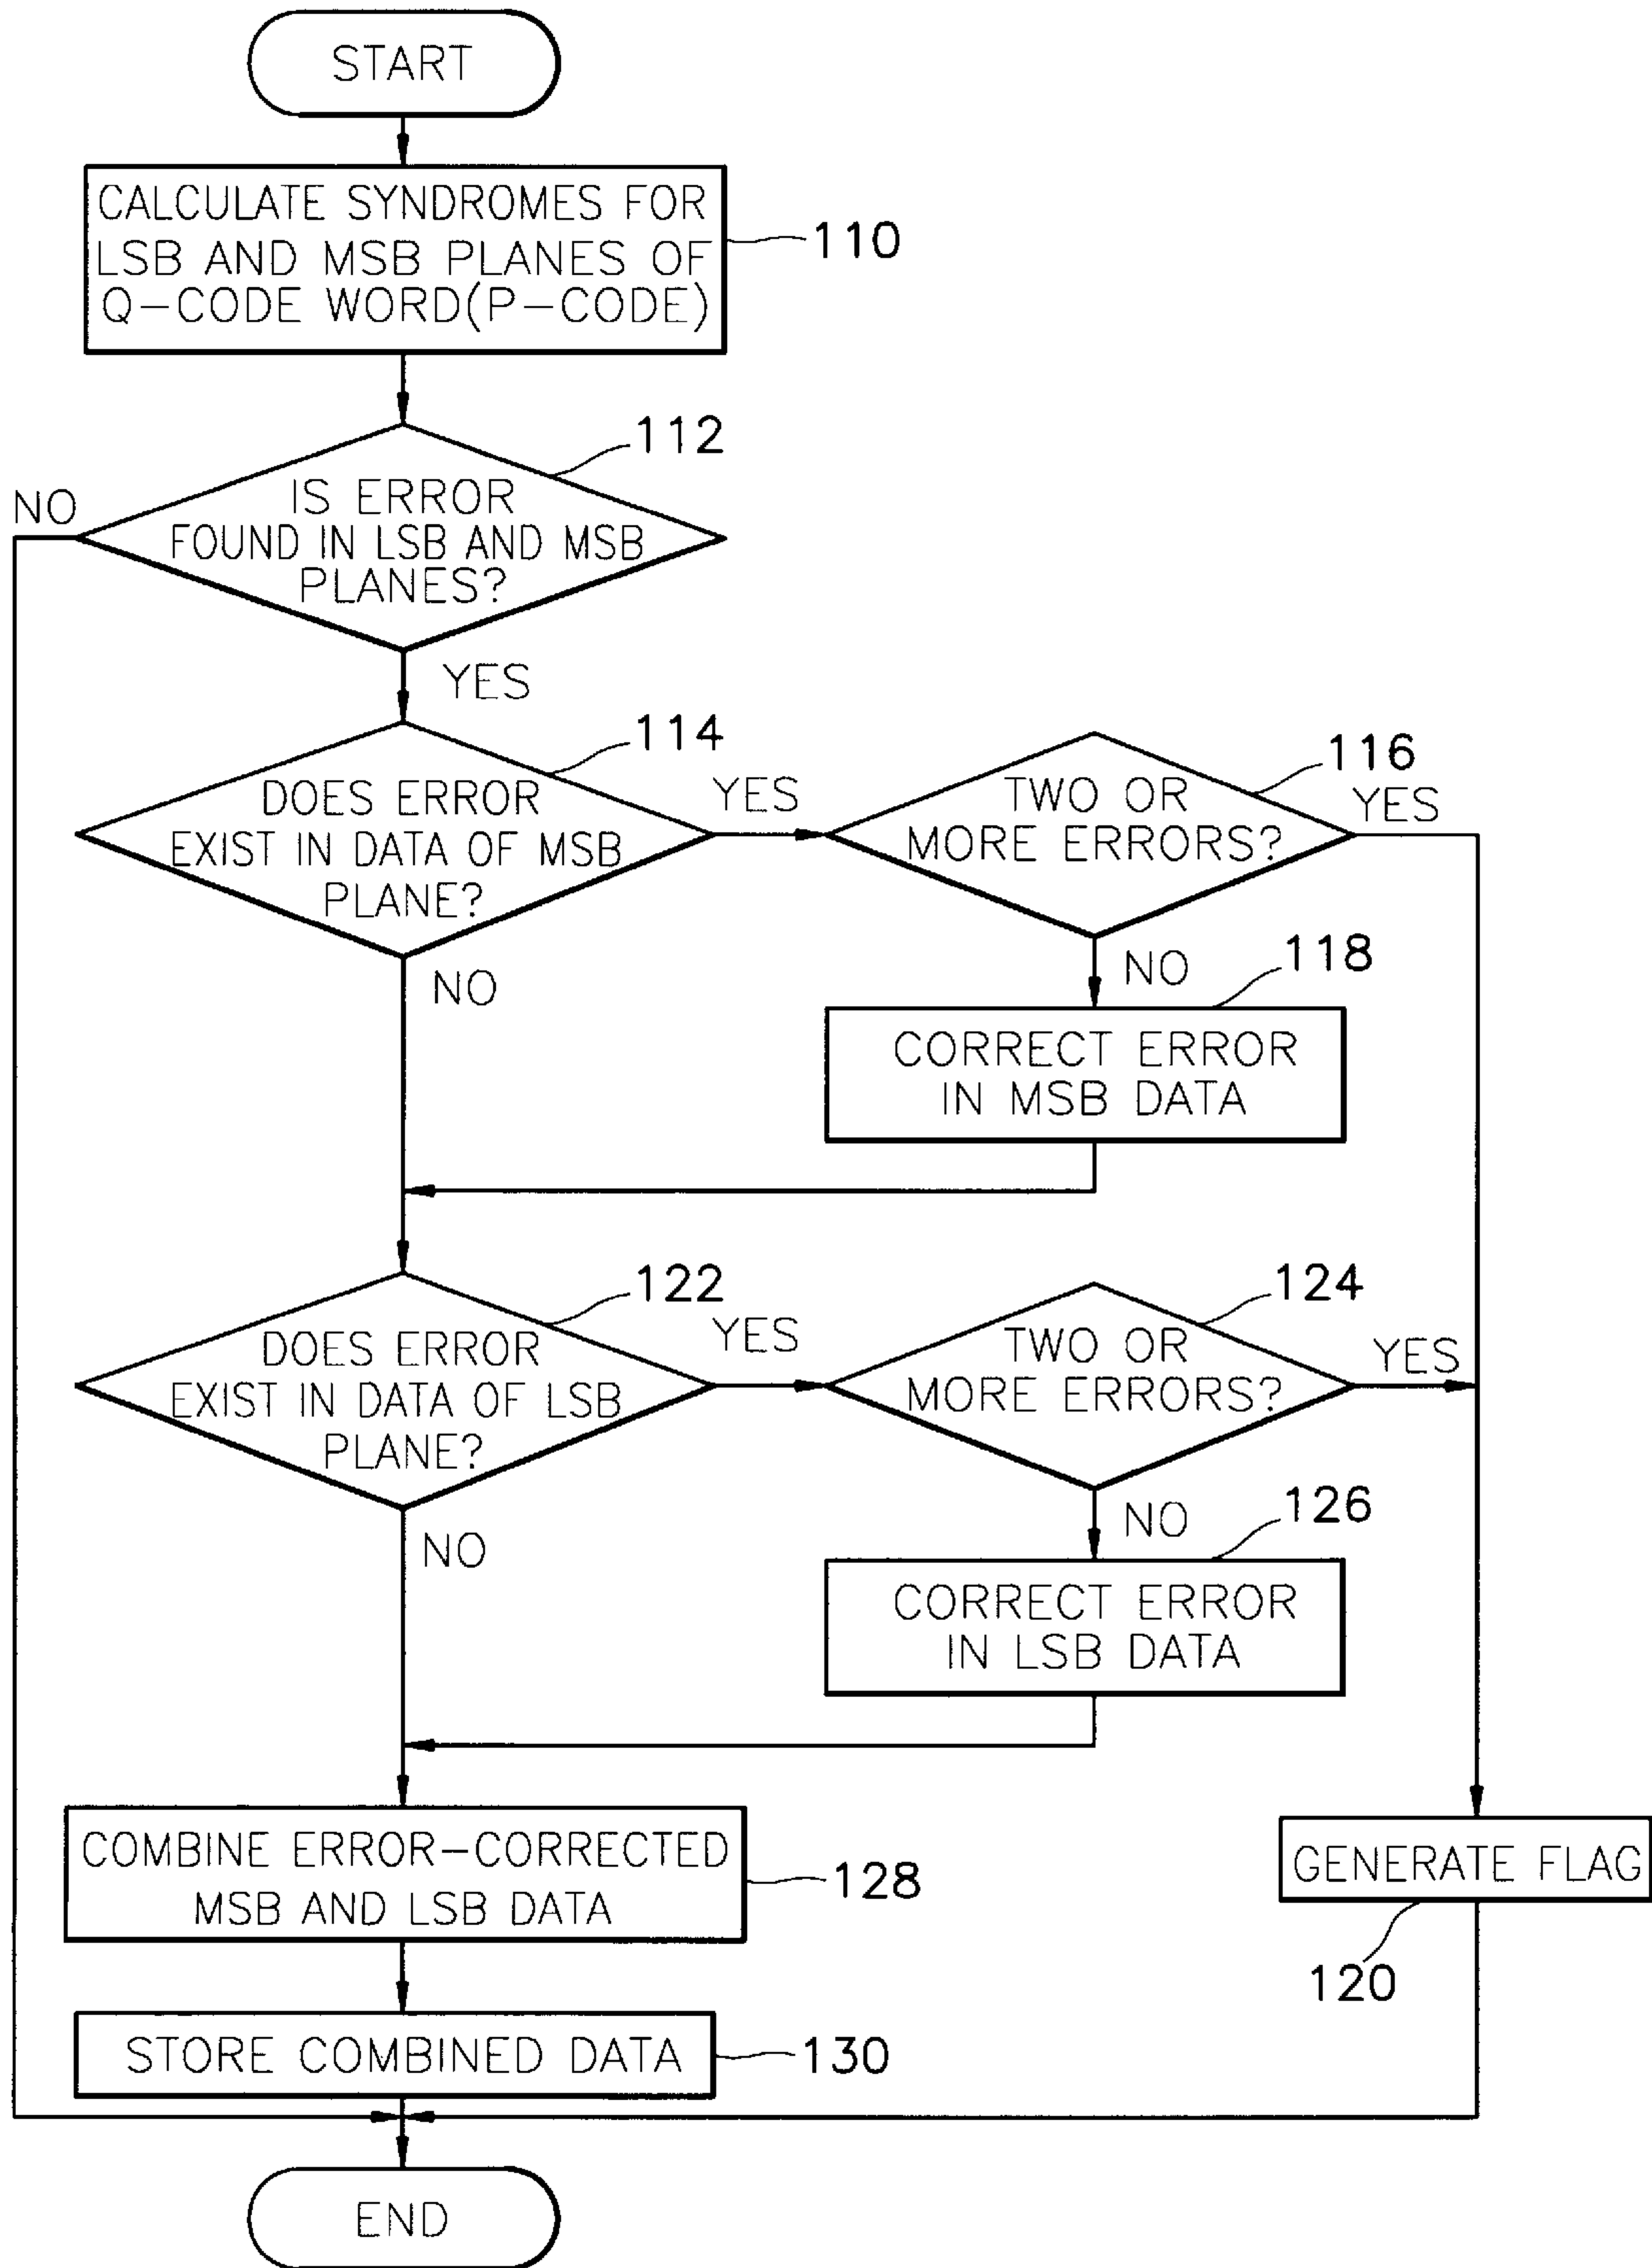 START
CALCULATE SYNDROMES FOR
LSB AND MSB PLANES OF
Q-CODE WORD(P-CODE)
110
112
IS ERROR
FOUND IN LSB AND MSB
PLANES?
NO
YES
114
DOES ERROR
EXIST IN DATA OF MSB
PLANE?
YES
NO
116
TWO OR
MORE ERRORS?
YES
NO
118
CORRECT ERROR
IN MSB DATA
122
DOES ERROR
EXIST IN DATA OF LSB
PLANE?
YES
NO
124
TWO OR
MORE ERRORS?
YES
NO
126
CORRECT ERROR
IN LSB DATA
COMBINE ERROR-CORRECTED
MSB AND LSB DATA
128
GENERATE FLAG
120
STORE COMBINED DATA
130
END